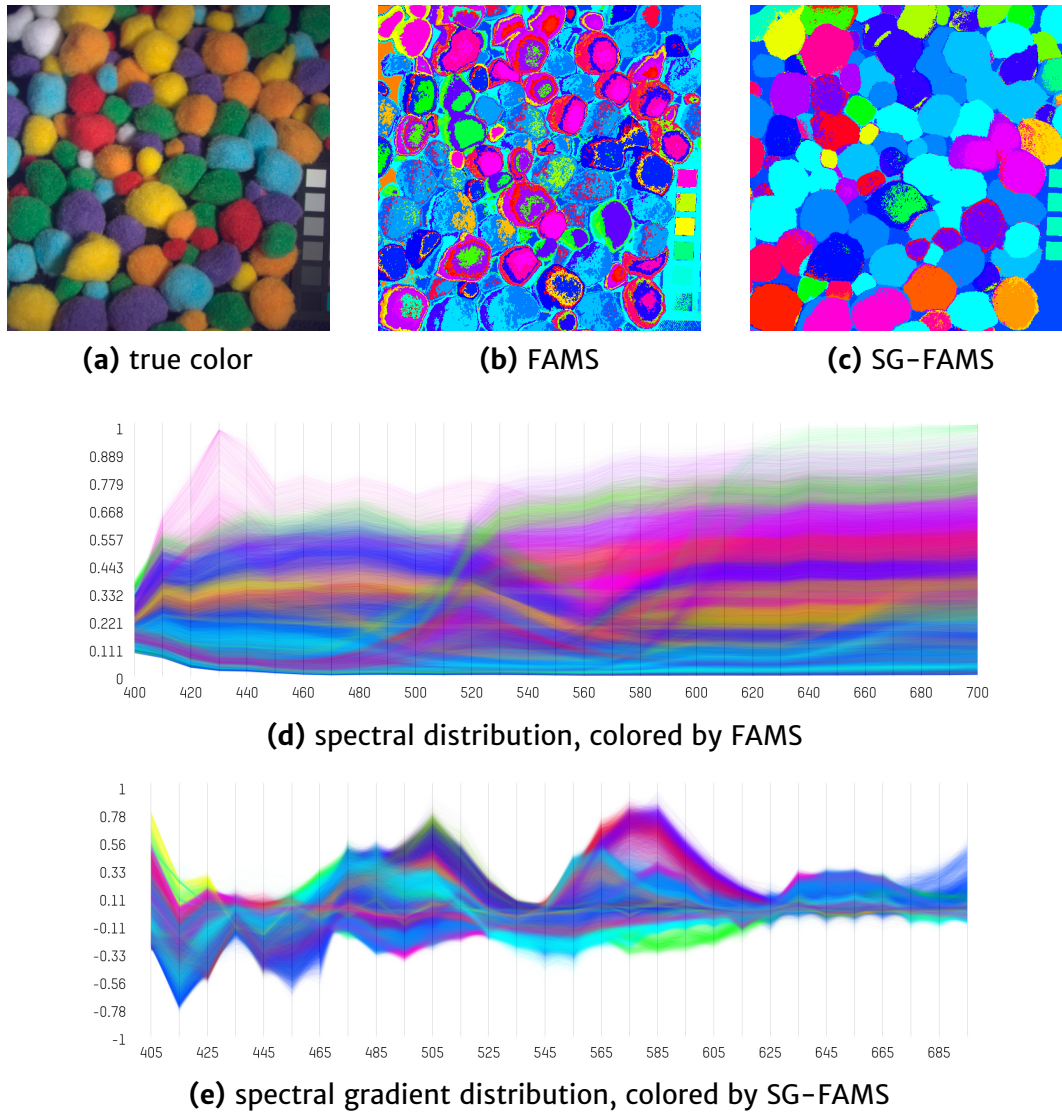 (a) true color
(b) FAMS
(c) SG-FAMS
1
0.889
0.779
0.668
0.557
0.443
0.332
0.221
0.111
0
400 420 440 460 480 500 520 540 560 580 600 620 640 660 680 700
(d) spectral distribution, colored by FAMS
1
0.78
0.56
0.33
0.11
-0.11
-0.33
-0.56
-0.78
-1
405 425 445 465 485 505 525 545 565 585 605 625 645 665 685
(e) spectral gradient distribution, colored by SG-FAMS